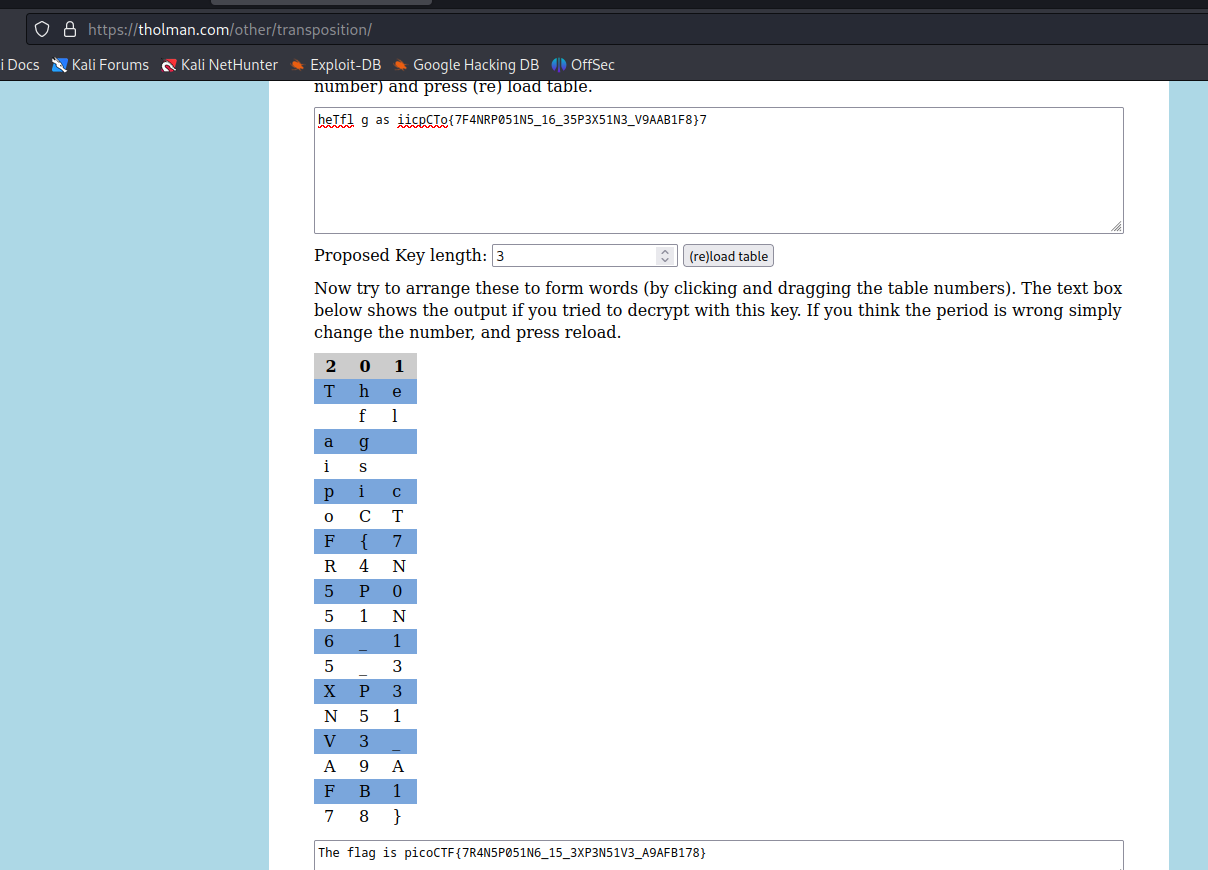 https://tholman.com/other/transposition/
i Docs Kali Forums Kali NetHunter Exploit-DB Google Hacking DB OffSec
number) and press (re) load table.
heTfl g as iicpCTo{7F4NRP051N5_16_35P3X51N3_V9AAB1F8}7
Proposed Key length: 3 (re)load table
Now try to arrange these to form words (by clicking and dragging the table numbers). The text box
below shows the output if you tried to decrypt with this key. If you think the period is wrong simply
change the number, and press reload.
2 0 1
T h e
f l
a g
i s
p i c
o C T
F { 7
R 4 N
5 P 0
5 1 N
6 _ 1
5 _ 3
X P 3
N 5 1
V 3 _
A 9 A
F B 1
7 8 }
The flag is picoCTF{7R4N5P051N6_15_3XP3N51V3_A9AFB178}